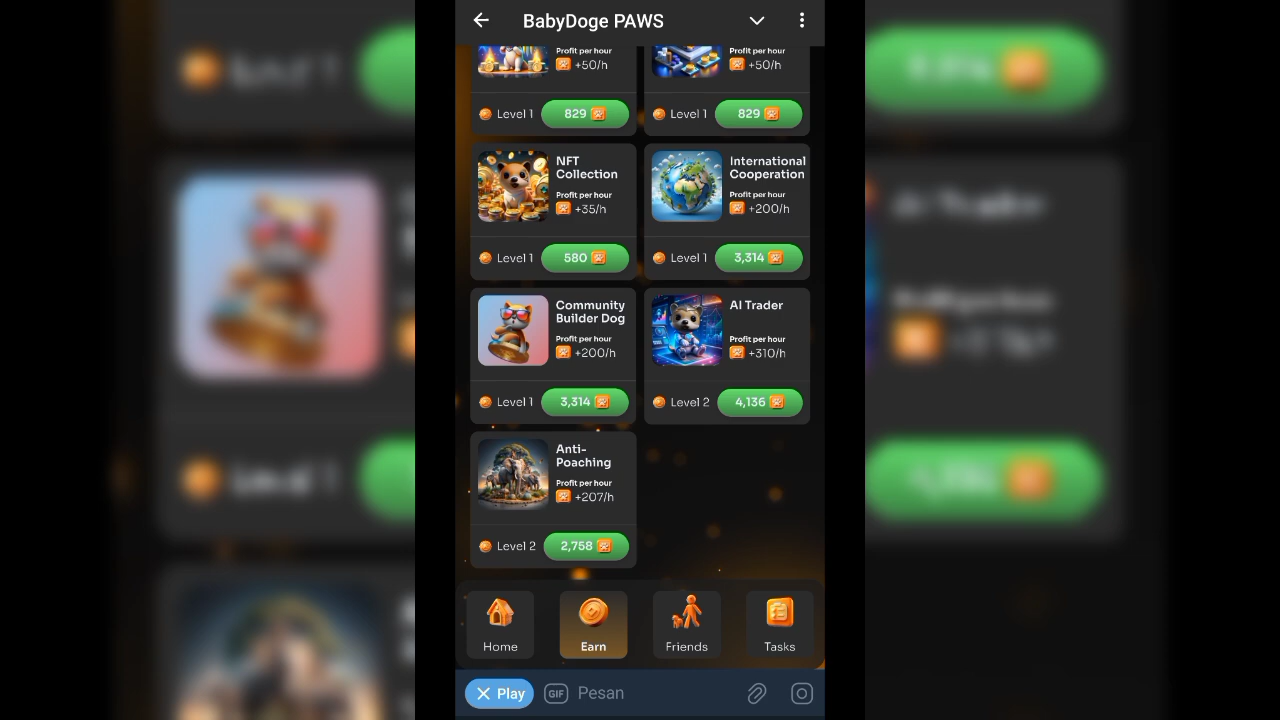 BabyDoge PAWS
Profit per hour
+50/h
Profit per hour
+50/h
Level 1
829
Level 1
829
NFT
Collection
Profit per hour
+35/h
International
Cooperation
Profit per hour
+200/h
Level 1
580
Level 1
3,314
Community
Builder Dog
Profit per hour
+200/h
AI Trader
Profit per hour
+310/h
Level 1
3,314
Level 2
4,136
Anti-
Poaching
Profit per hour
+207/h
Level 2
2,758
Home
Earn
Friends
Tasks
Play
GIF
Pesan